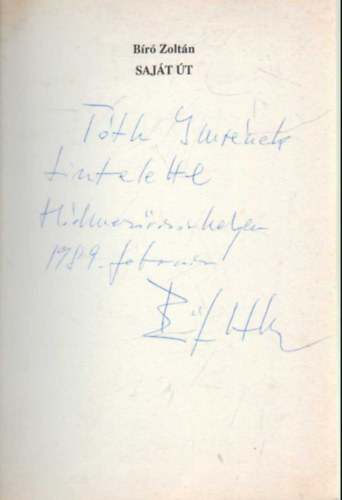 Bíró Zoltán
SAJÁT ÚT
Tóth Imrének
tisztelettel
Hódmezővásárhelyen
1989. február